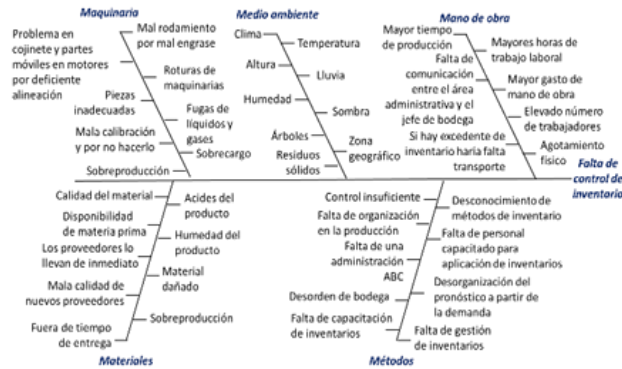 Maquinaria
Problema en
cojinete y partes
móviles en motores
por deficiente
alineación
Mal rodamiento
por mal engrase
Roturas de
maquinarias
Piezas
inadecuadas
Fugas de
líquidos y
gases
Mala calibración
y por no hacerlo
Sobrecargo
Sobreproducción
Medio ambiente
Clima
Temperatura
Altura
Lluvia
Humedad
Sombra
Árboles
Zona
geográfico
Residuos
sólidos
Mano de obra
Mayor tiempo
de producción
Mayores horas de
trabajo laboral
Falta de
comunicación
entre el área
administrativa y el
jefe de bodega
Mayor gasto de
mano de obra
Elevado número
de trabajadores
Si hay excedente de
inventario haría falta
transporte
Agotamiento
físico
Falta de
control de
inventario
Calidad del material
Acides del
producto
Disponibilidad
de materia prima
Humedad del
producto
Los proveedores lo
llevan de inmediato
Material
dañado
Mala calidad de
nuevos proveedores
Sobreproducción
Fuera de tiempo
de entrega
Materiales
Control insuficiente
Desconocimiento de
métodos de inventario
Falta de organización
en la producción
Falta de personal
capacitado para
aplicación de inventarios
Falta de una
administración
ABC
Desorganización del
pronóstico a partir de
la demanda
Desorden de bodega
Falta de capacitación
de inventarios
Falta de gestión
de inventarios
Métodos